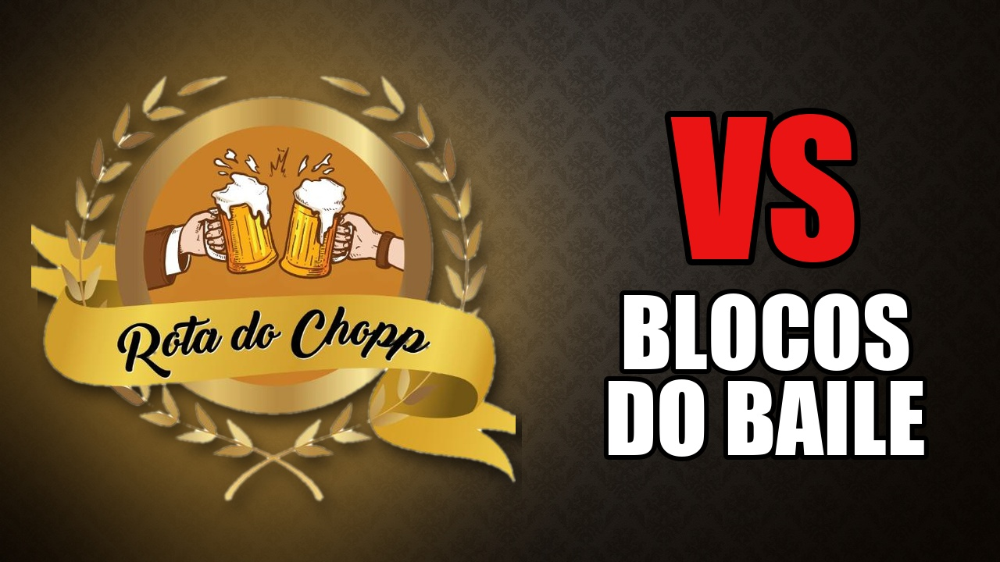 Rota do Chopp
VS
BLOCOS
DO BAILE